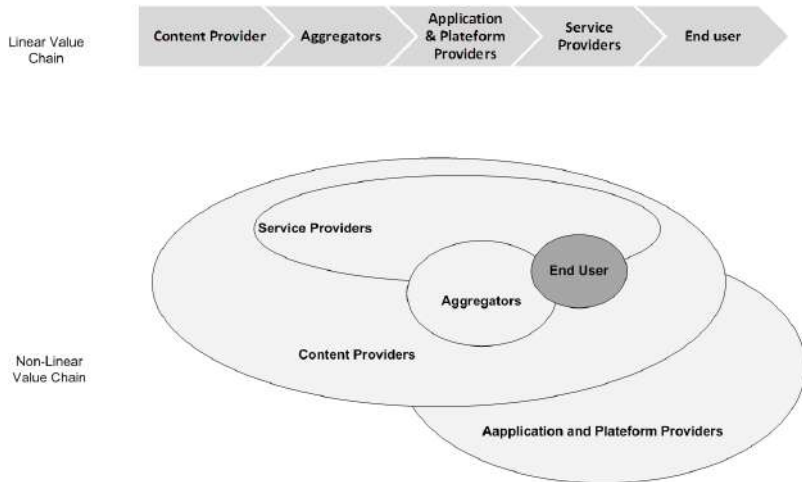 Linear Value
Chain
Content Provider
Aggregators
Application
& Plateform
Providers
Service
Providers
End user
Service Providers
End User
Aggregators
Content Providers
Non-Linear
Value Chain
Aapplication and Plateform Providers